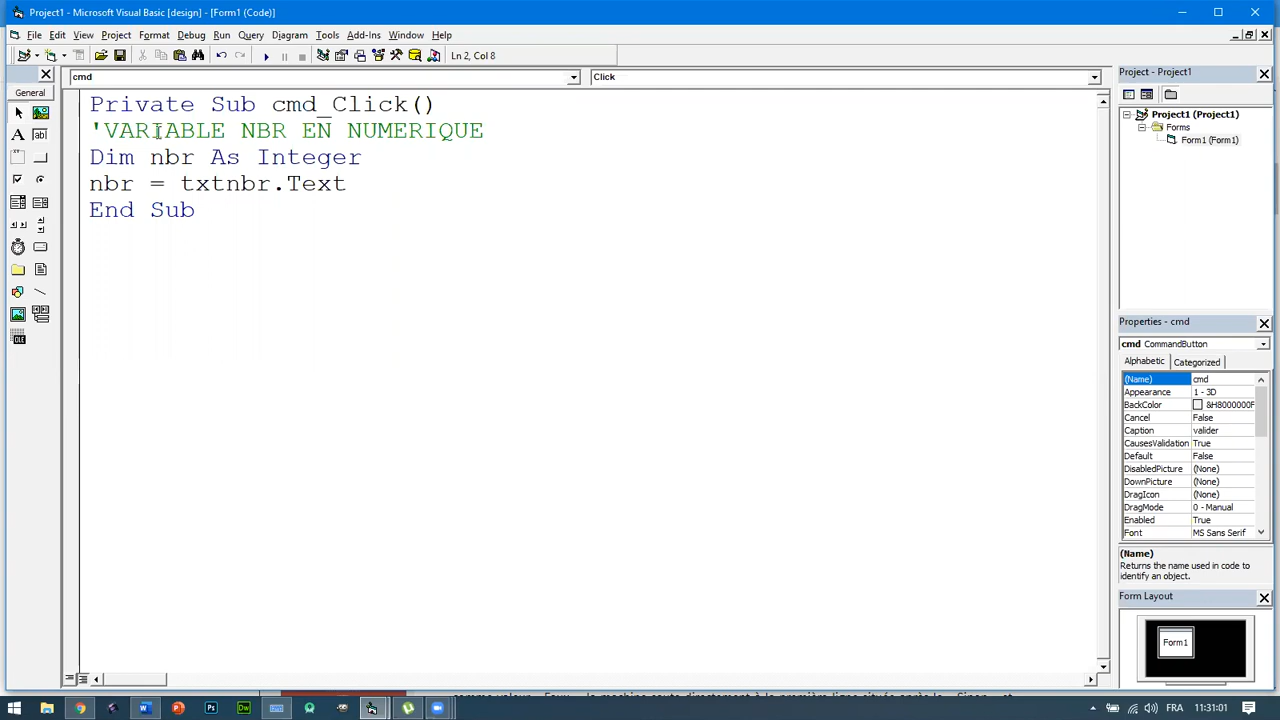 Project1 - Microsoft Visual Basic [design] - [Form1 (Code)]
File Edit View Project Format Debug Run Query Diagram Tools Add-Ins Window Help
Ln 2, Col 8
General
cmd
Click
Private Sub cmd_Click()
'VARIABLE NBR EN NUMERIQUE
Dim nbr As Integer
nbr = txtnbr.Text
End Sub
Project - Project1
Project1 (Project1)
Forms
Form1 (Form1)
Properties - cmd
cmd CommandButton
Alphabetic Categorized
(Name) cmd
Appearance 1 - 3D
BackColor &H8000000F
Cancel False
Caption valider
CausesValidation True
Default False
DisabledPicture (None)
DownPicture (None)
DragIcon (None)
DragMode 0 - Manual
Enabled True
Font MS Sans Serif
(Name)
Returns the name used in code to
identify an object.
Form Layout
Form1
FRA 11:31:01